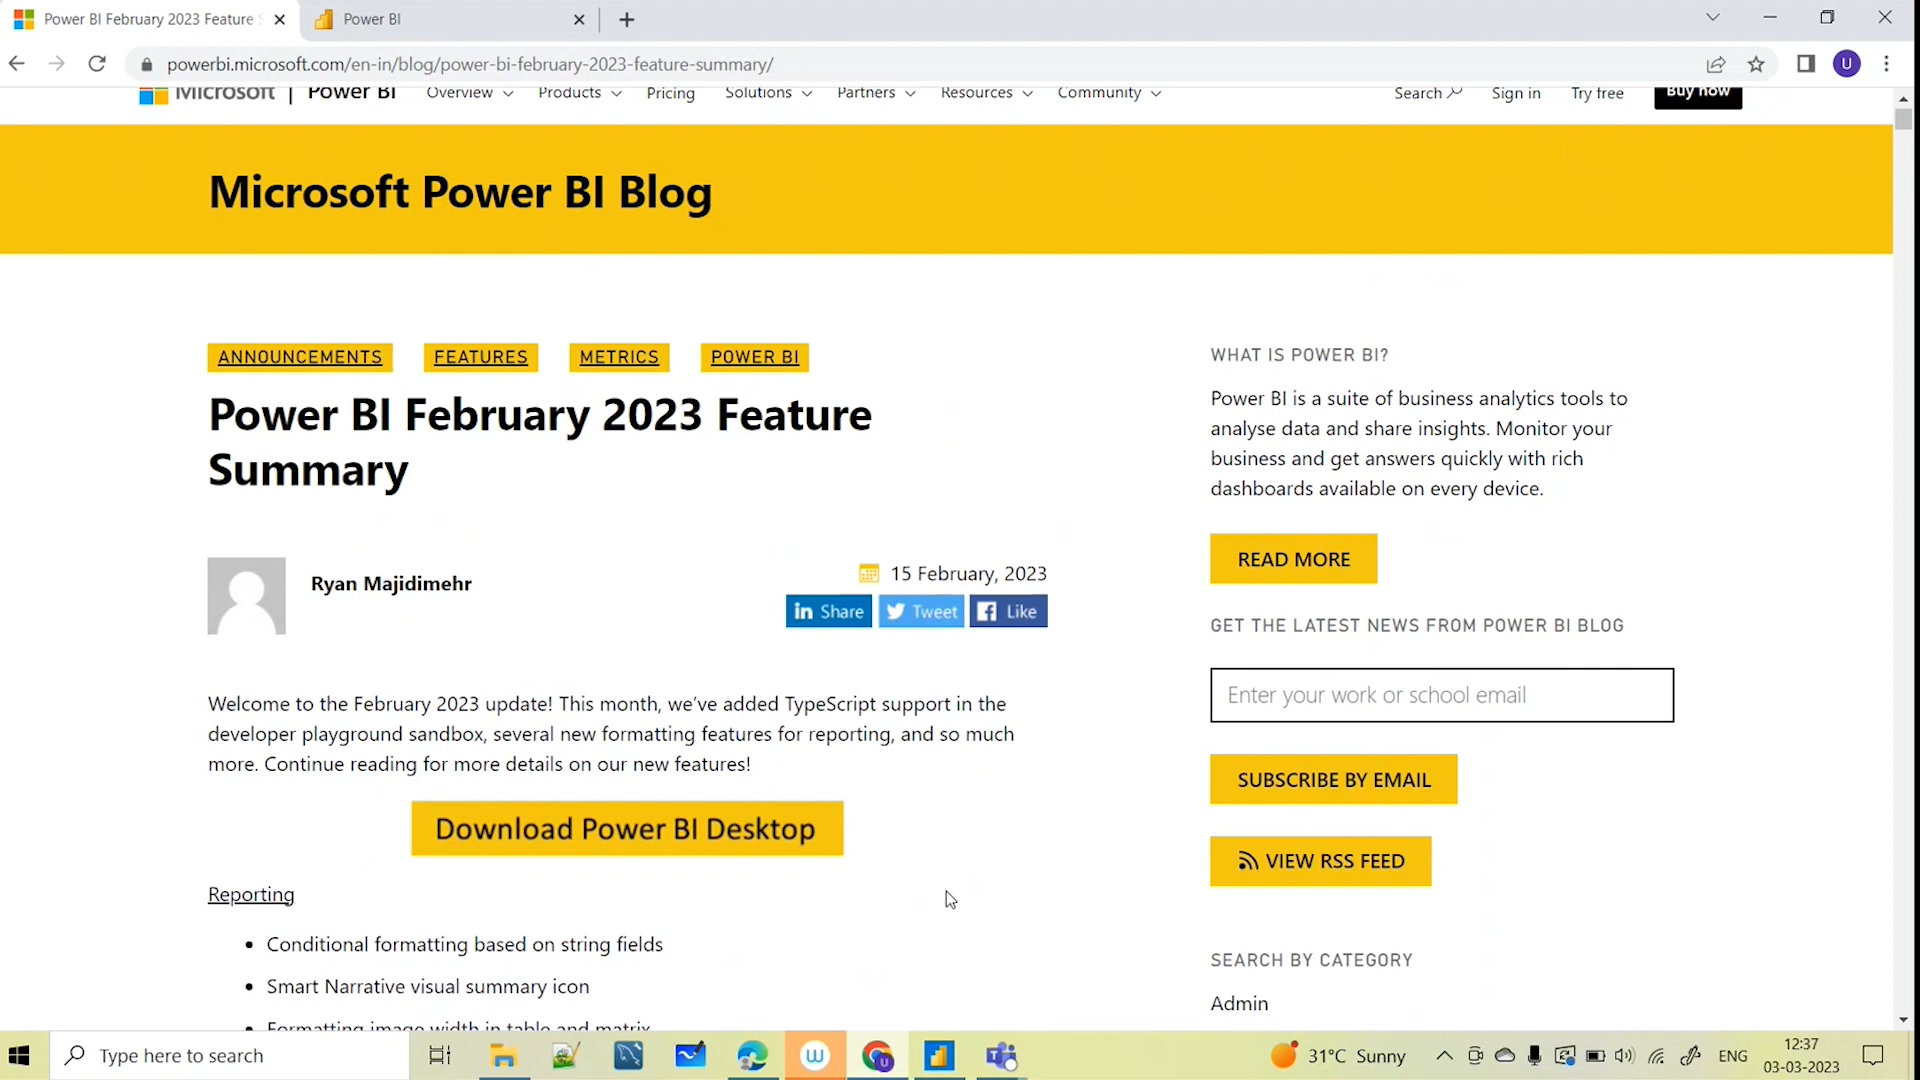 Power BI February 2023 Feature S
Power BI
powerbi.microsoft.com/en-in/blog/power-bi-february-2023-feature-summary/
U
Microsoft | Power BI Overview Products Pricing Solutions Partners Resources Community Search Sign in Try free Buy now
Microsoft Power BI Blog
ANNOUNCEMENTS FEATURES METRICS POWER BI
Power BI February 2023 Feature
Summary
Ryan Majidimehr
15 February, 2023
in Share Tweet Like
Welcome to the February 2023 update! This month, we’ve added TypeScript support in the
developer playground sandbox, several new formatting features for reporting, and so much
more. Continue reading for more details on our new features!
Download Power BI Desktop
Reporting
• Conditional formatting based on string fields
• Smart Narrative visual summary icon
• Formatting image width in table and matrix
WHAT IS POWER BI?
Power BI is a suite of business analytics tools to
analyse data and share insights. Monitor your
business and get answers quickly with rich
dashboards available on every device.
READ MORE
GET THE LATEST NEWS FROM POWER BI BLOG
Enter your work or school email
SUBSCRIBE BY EMAIL
VIEW RSS FEED
SEARCH BY CATEGORY
Admin
Type here to search
31°C Sunny
ENG
12:37
03-03-2023